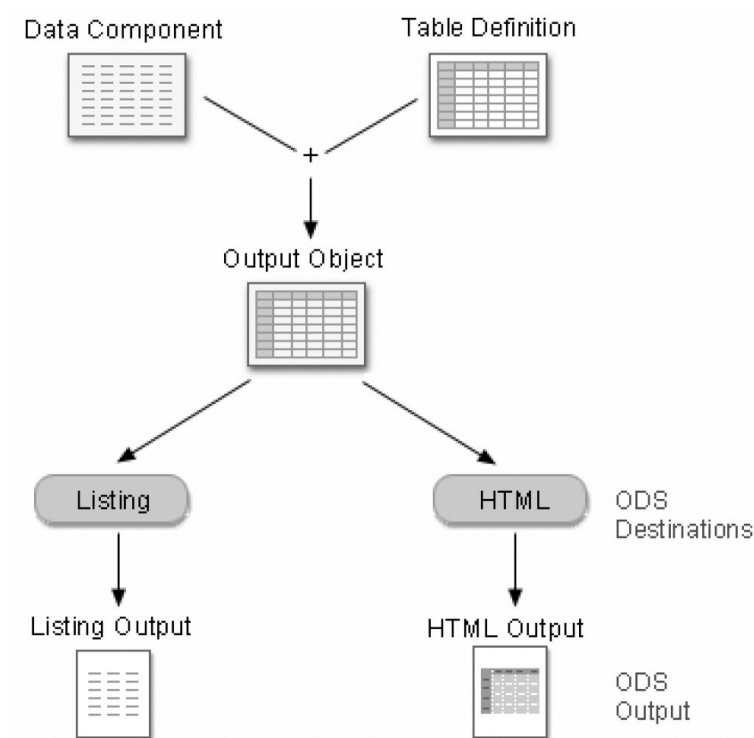 Data Component
Table Definition
+
Output Object
Listing
HTML
ODS
Destinations
Listing Output
HTML Output
ODS
Output